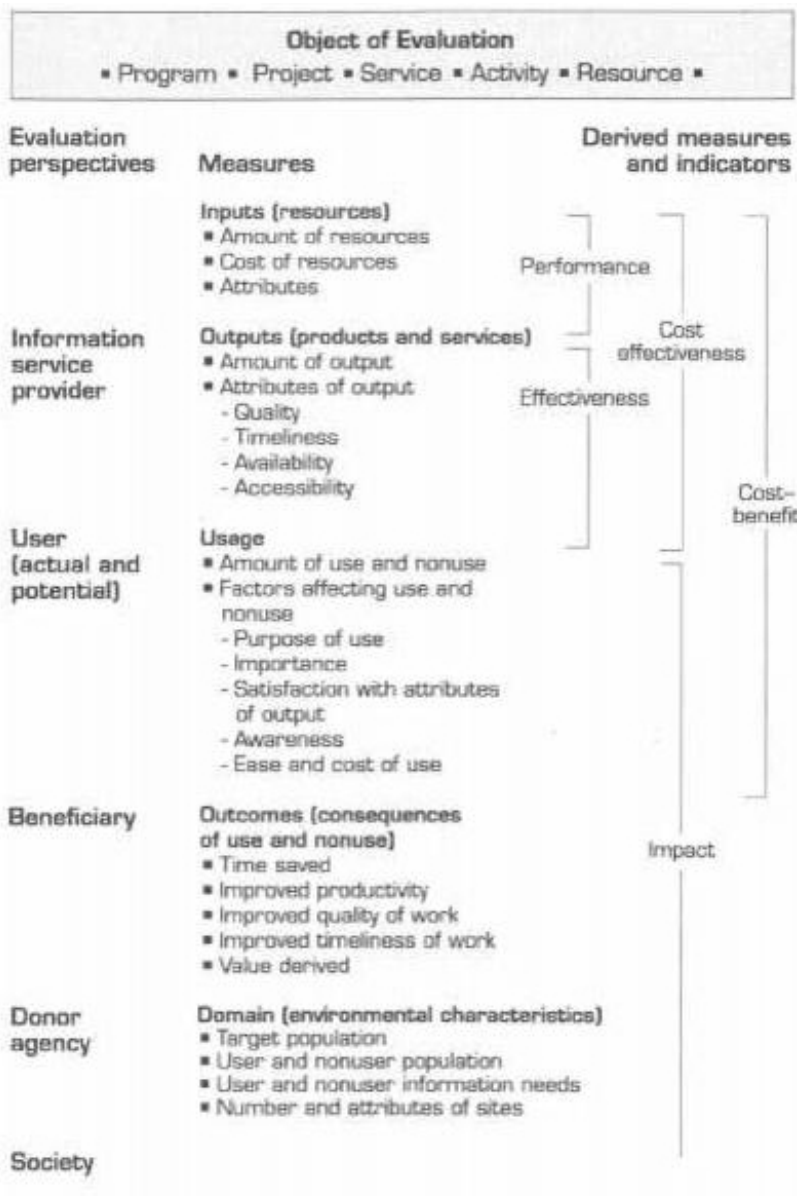 Object of Evaluation
▪ Program ▪ Project ▪ Service ▪ Activity ▪ Resource ▪
Evaluation
perspectives
Measures
Derived measures
and indicators
Inputs (resources)
▪ Amount of resources
▪ Cost of resources
▪ Attributes
Performance
Information
service
provider
Outputs (products and services)
▪ Amount of output
▪ Attributes of output
- Quality
- Timeliness
- Availability
- Accessibility
Cost
effectiveness
Effectiveness
Cost–
benefit
User
(actual and
potential)
Usage
▪ Amount of use and nonuse
▪ Factors affecting use and
nonuse
- Purpose of use
- Importance
- Satisfaction with attributes
of output
- Awareness
- Ease and cost of use
Beneficiary
Outcomes (consequences
of use and nonuse)
▪ Time saved
▪ Improved productivity
▪ Improved quality of work
▪ Improved timeliness of work
▪ Value derived
Impact
Donor
agency
Domain (environmental characteristics)
▪ Target population
▪ User and nonuser population
▪ User and nonuser information needs
▪ Number and attributes of sites
Society